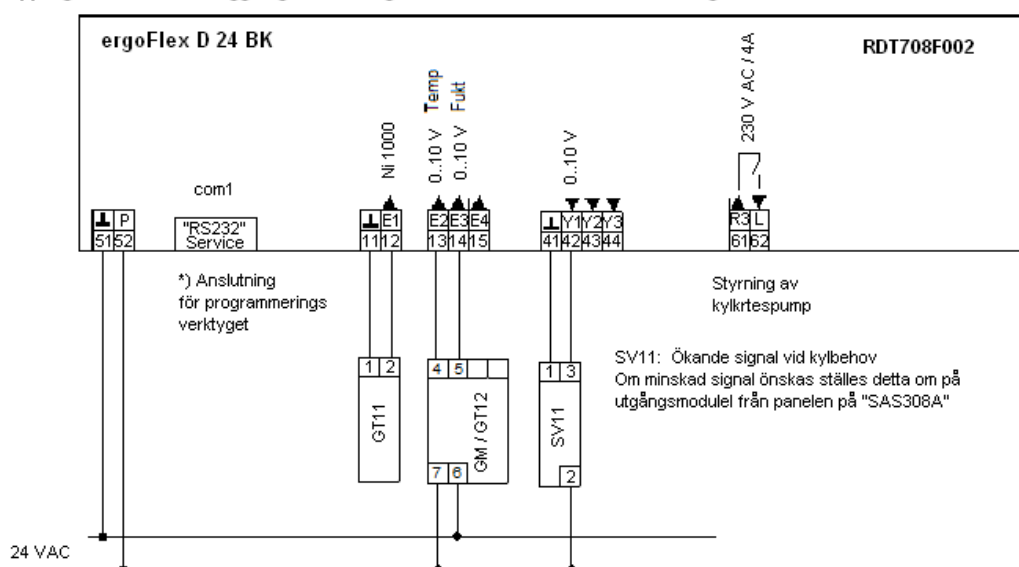 ergoFlex D 24 BK
RDT708F002
Ni 1000
0..10 V Temp
0..10 V Fukt
0..10 V
230 V AC / 4A
com1
P
"RS232"
Service
E1
E2 E3 E4
Y1 Y2 Y3
R3 L
51 52
11 12
13 14 15
41 42 43 44
61 62
*) Anslutning
för programmerings
verktyget
Styrning av
kylkrtespump
SV11: Ökande signal vid kylbehov
Om minskad signal önskas ställes detta om på
utgångsmodulel från panelen på "SAS308A"
1 2
GT11
4 5
GM / GT12
7 6
1 3
SV11
2
24 VAC